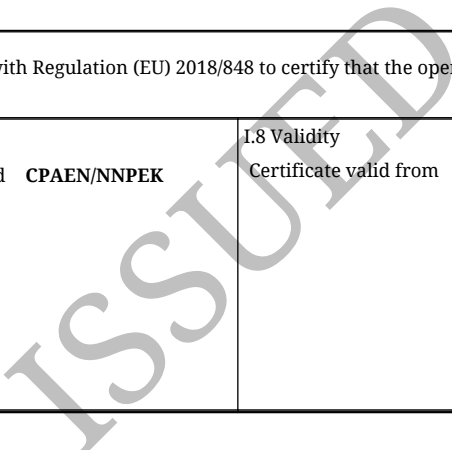 with Regulation (EU) 2018/848 to certify that the oper
I.8 Validity
CPAEN/NNPEK
Certificate valid from
ISSUED